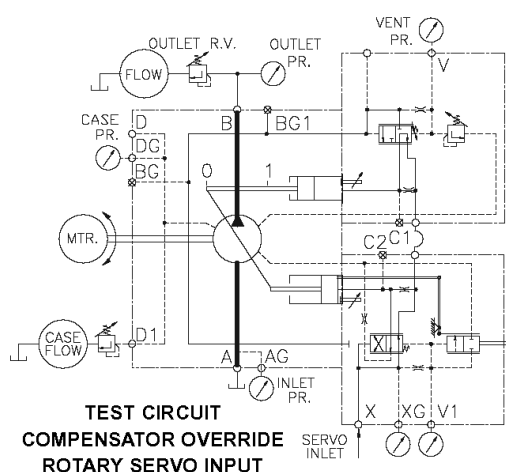 VENT
PR.
OUTLET R.V.
OUTLET
PR.
FLOW
V
CASE
PR.
D
B
BG1
DG
BG
0
1
MTR.
C1
C2
CASE
FLOW
D1
A
AG
INLET
PR.
X
XG
V1
SERVO
INLET
TEST CIRCUIT
COMPENSATOR OVERRIDE
ROTARY SERVO INPUT